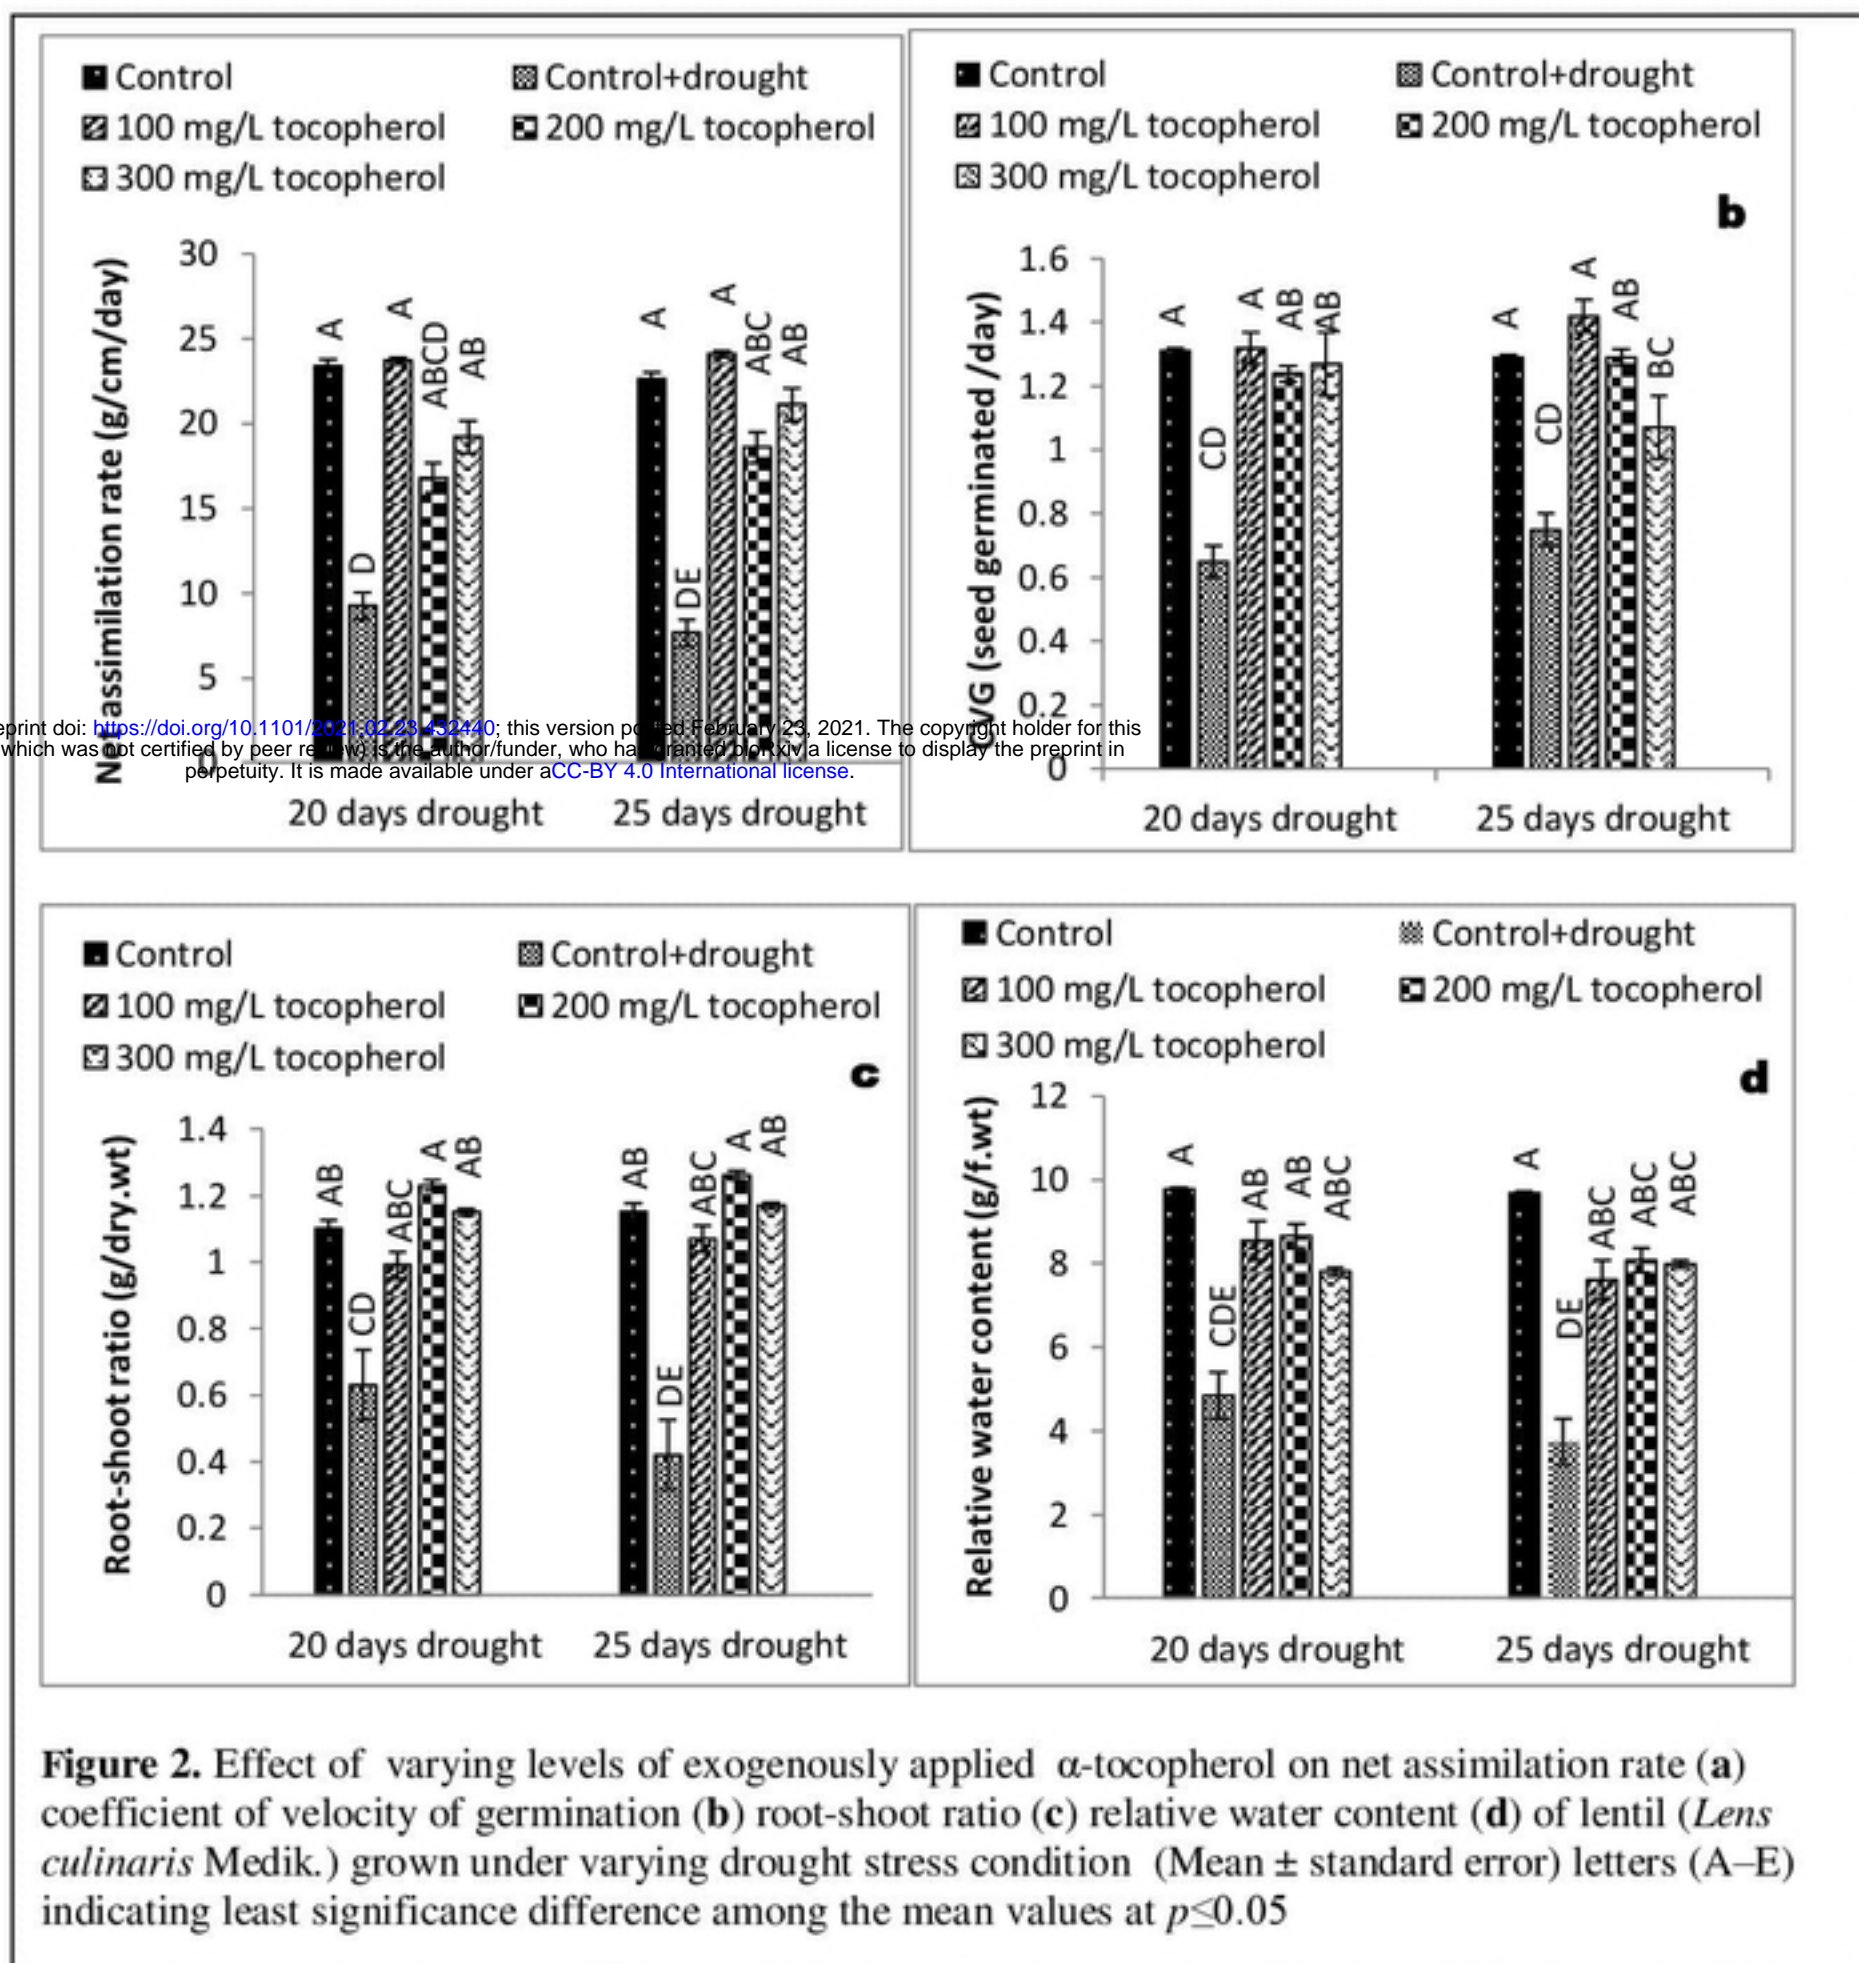 Control
Control+drought
100 mg/L tocopherol
200 mg/L tocopherol
300 mg/L tocopherol
Net assimilation rate (g/cm/day)
30
25
20
15
10
5
0
A
D
A
ABCD
AB
A
DE
A
ABC
AB
20 days drought
25 days drought
Control
Control+drought
100 mg/L tocopherol
200 mg/L tocopherol
300 mg/L tocopherol
b
CVG (seed germinated /day)
1.6
1.4
1.2
1
0.8
0.6
0.4
0.2
0
A
CD
A
AB
AB
A
CD
A
AB
BC
20 days drought
25 days drought
eprint doi: https://doi.org/10.1101/2021.02.23.432440; this version posted February 23, 2021. The copyright holder for this
which was not certified by peer review) is the author/funder, who has granted bioRxiv a license to display the preprint in
perpetuity. It is made available under aCC-BY 4.0 International license.
Control
Control+drought
100 mg/L tocopherol
200 mg/L tocopherol
300 mg/L tocopherol
c
Root-shoot ratio (g/dry.wt)
1.4
1.2
1
0.8
0.6
0.4
0.2
0
AB
CD
ABC
A
AB
AB
DE
ABC
A
AB
20 days drought
25 days drought
Control
Control+drought
100 mg/L tocopherol
200 mg/L tocopherol
300 mg/L tocopherol
d
Relative water content (g/f.wt)
12
10
8
6
4
2
0
A
CDE
AB
AB
ABC
A
DE
ABC
ABC
ABC
20 days drought
25 days drought
Figure 2. Effect of varying levels of exogenously applied α-tocopherol on net assimilation rate (a)
coefficient of velocity of germination (b) root-shoot ratio (c) relative water content (d) of lentil (Lens
culinaris Medik.) grown under varying drought stress condition (Mean ± standard error) letters (A–E)
indicating least significance difference among the mean values at p≤0.05